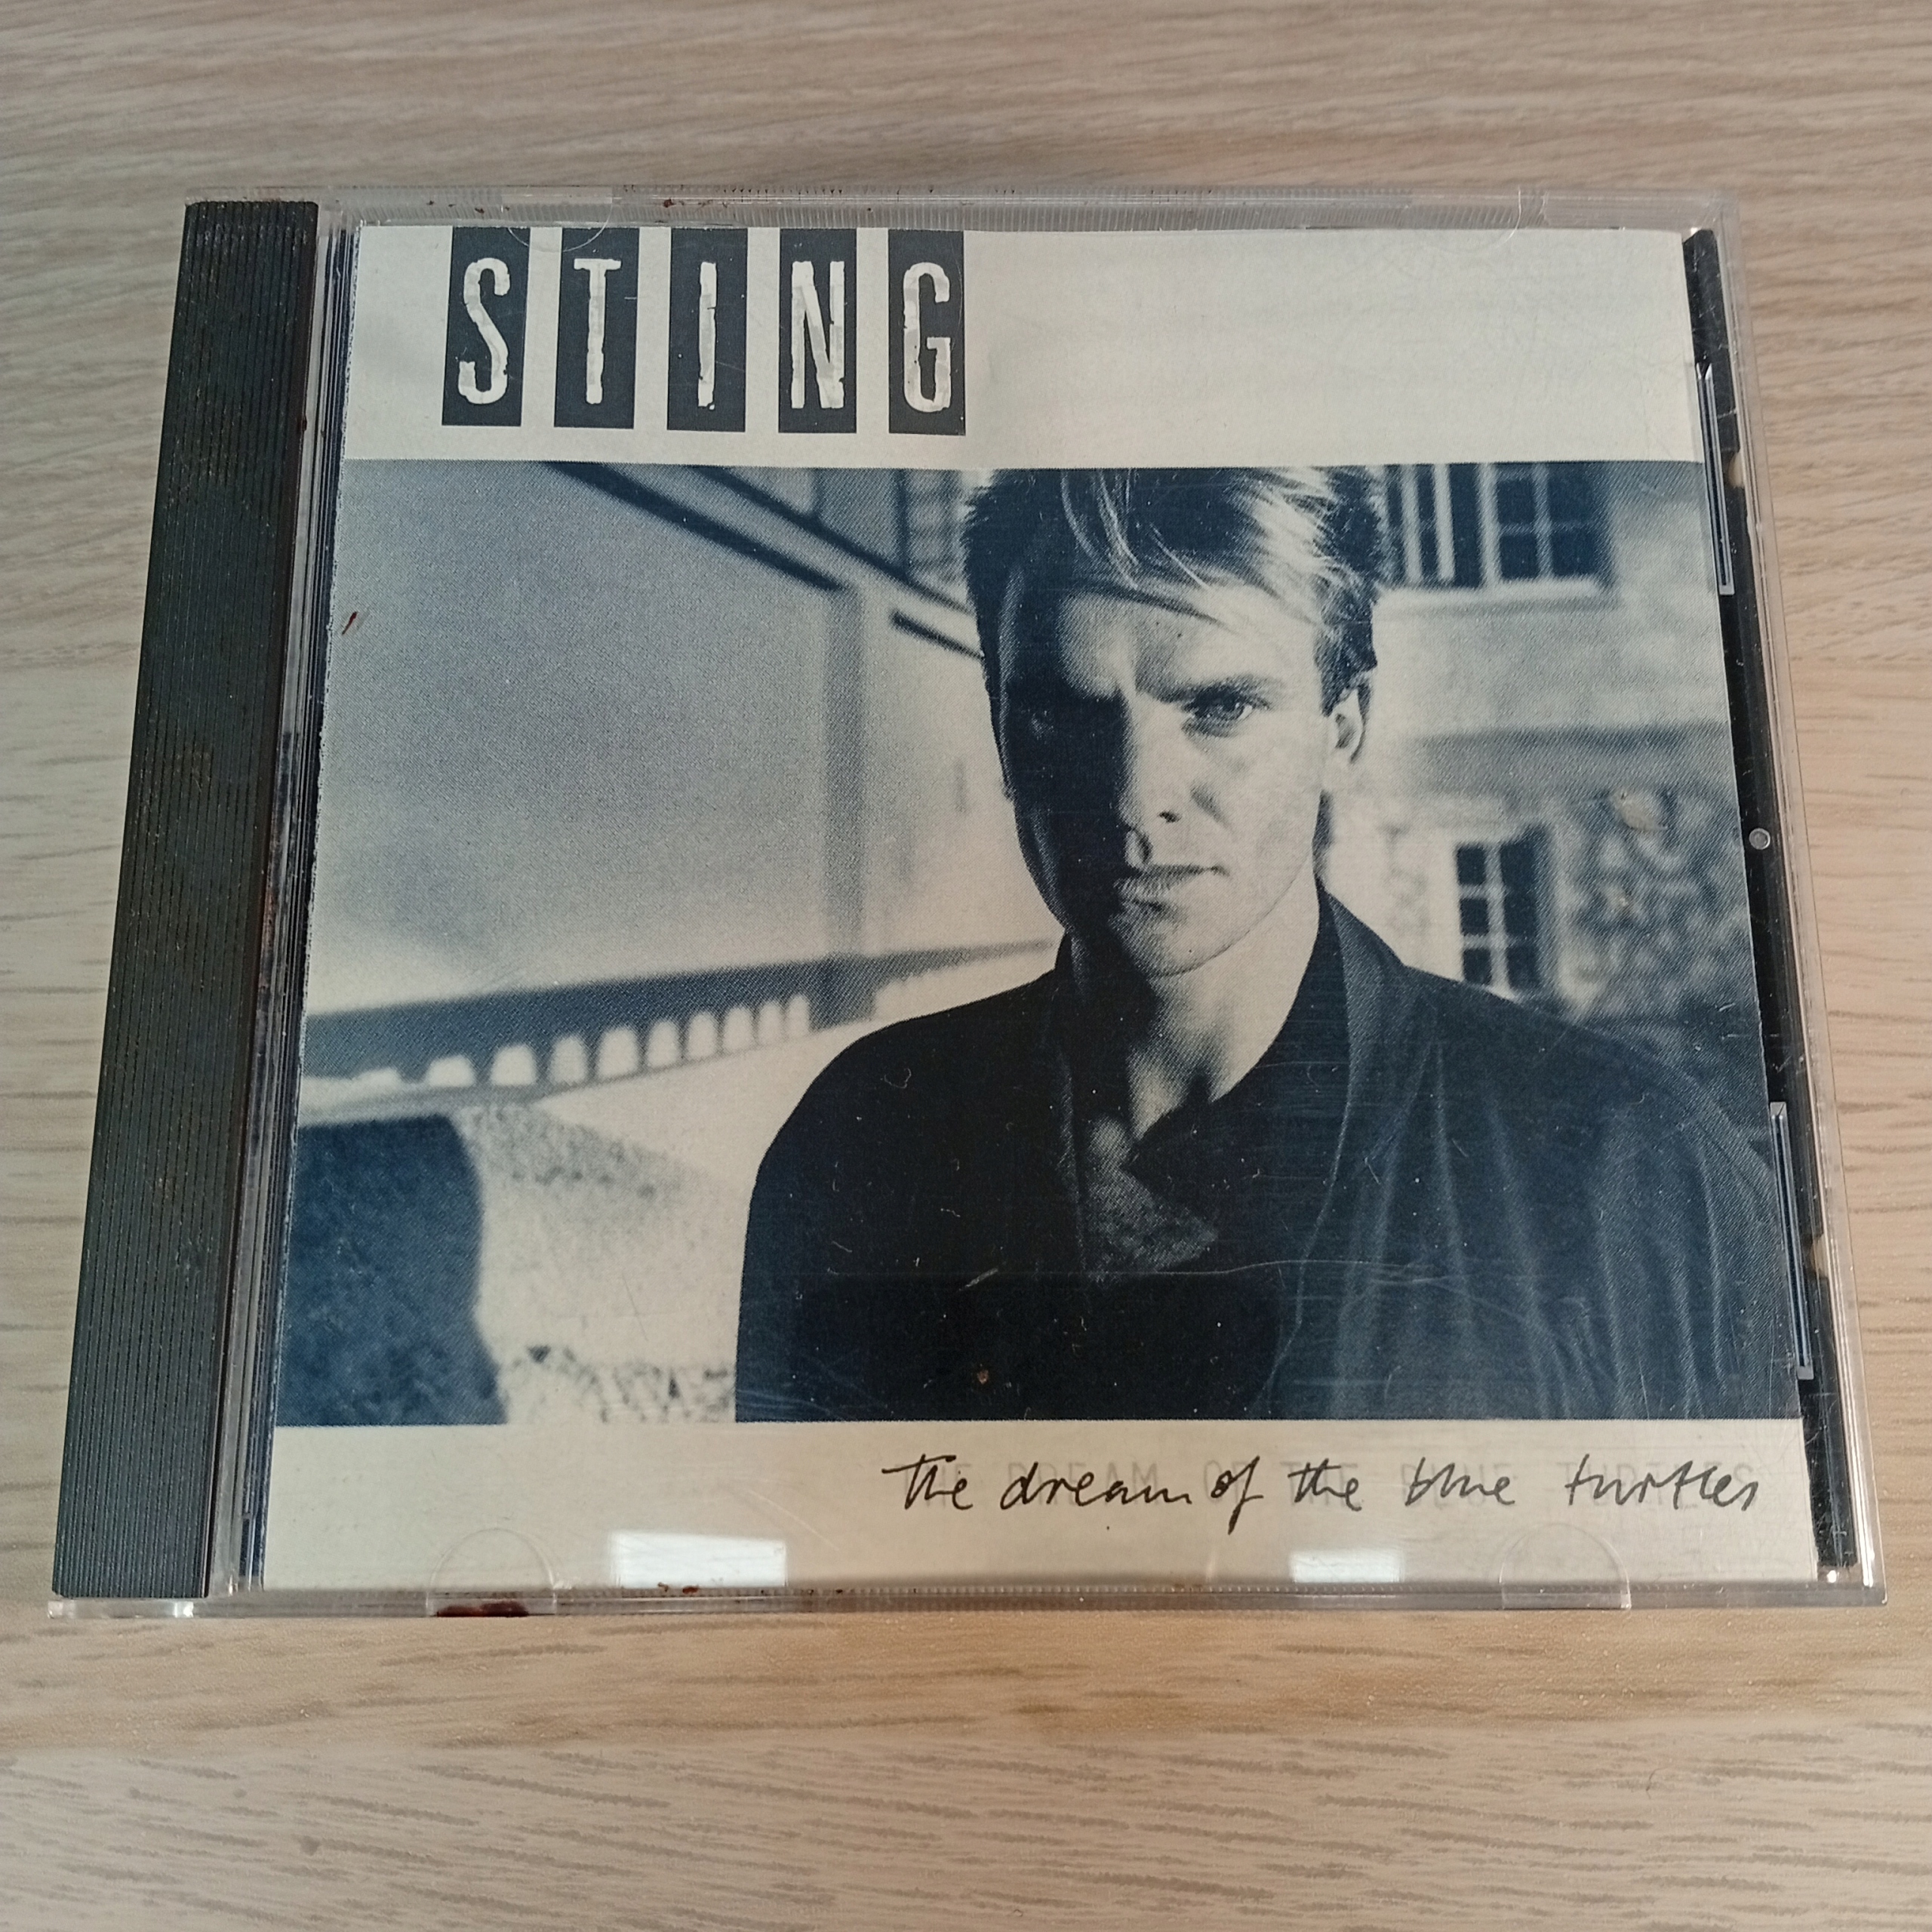 STING
the dream of the blue turtles